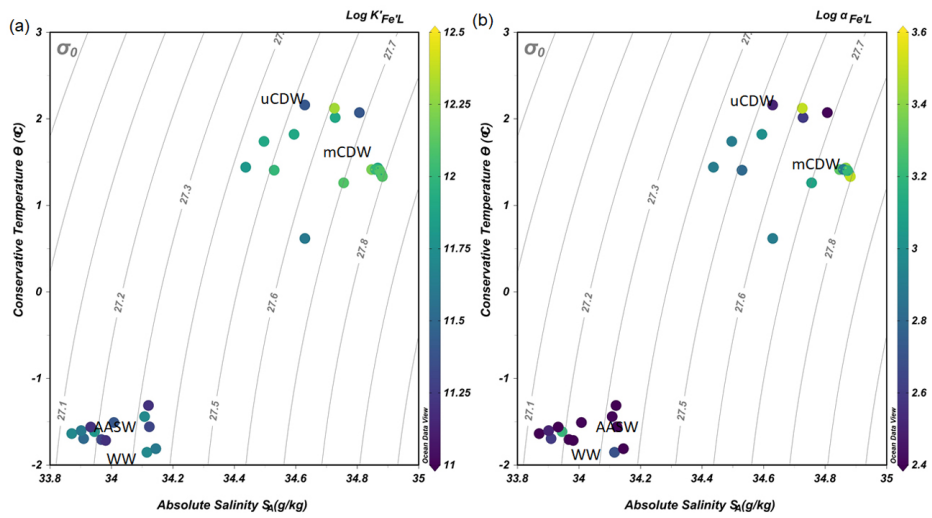 (a)
Log K'Fe'L
σ0
3
2
1
0
-1
-2
Conservative Temperature Θ (°C)
33.8
34
34.2
34.4
34.6
34.8
35
Absolute Salinity SA(g/kg)
27.1
27.2
27.3
27.5
27.6
27.7
27.8
uCDW
mCDW
AASW
WW
12.5
12.25
12
11.75
11.5
11.25
11
Ocean Data View
(b)
Log αFe'L
σ0
3
2
1
0
-1
-2
Conservative Temperature Θ (°C)
33.8
34
34.2
34.4
34.6
34.8
35
Absolute Salinity SA(g/kg)
27.1
27.2
27.3
27.5
27.6
27.7
27.8
uCDW
mCDW
AASW
WW
3.6
3.4
3.2
3
2.8
2.6
2.4
Ocean Data View